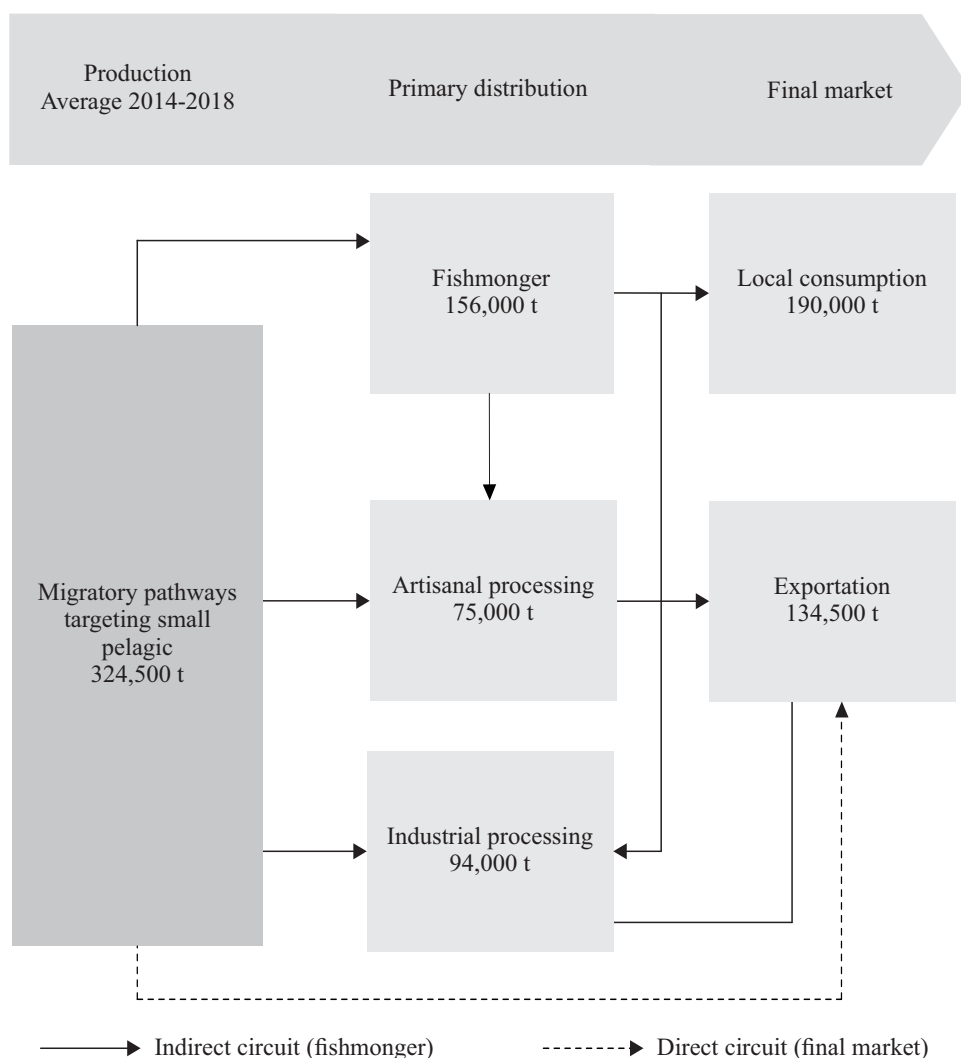 Production
Average 2014-2018
Primary distribution
Final market
Fishmonger
156,000 t
Local consumption
190,000 t
Migratory pathways
targeting small
pelagic
324,500 t
Artisanal processing
75,000 t
Exportation
134,500 t
Industrial processing
94,000 t
Indirect circuit (fishmonger)
Direct circuit (final market)